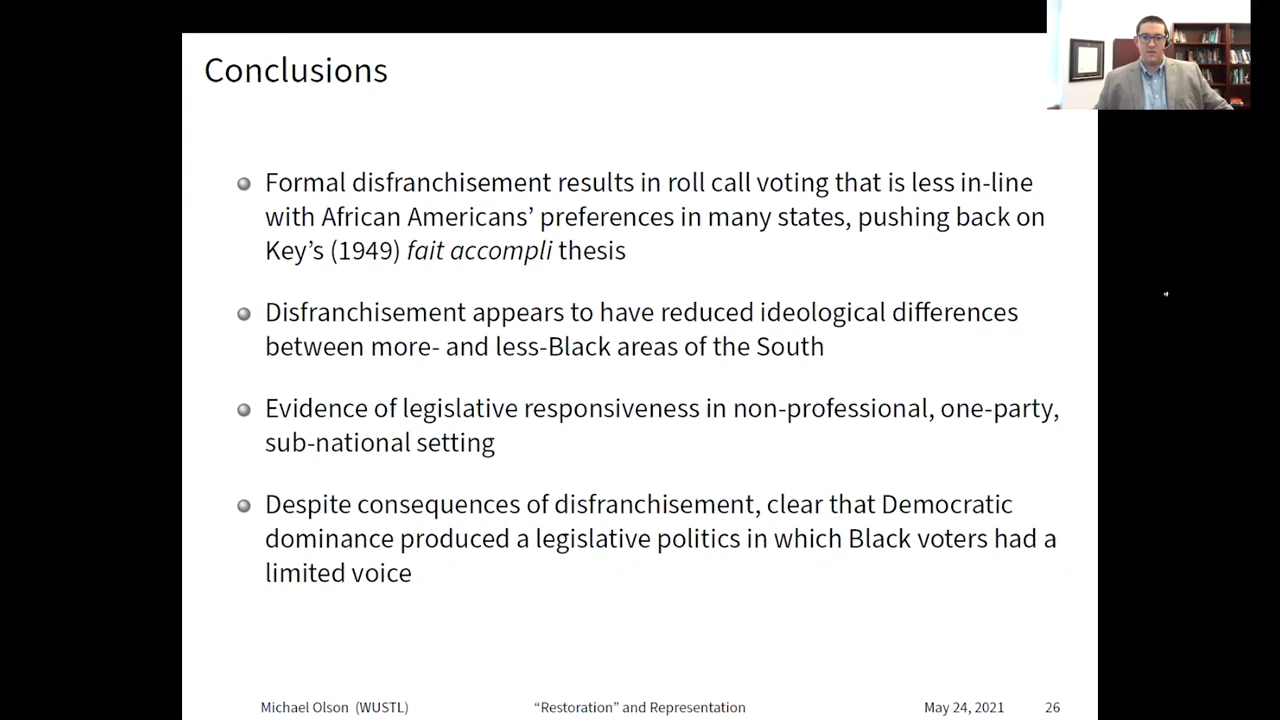 Conclusions
Formal disfranchisement results in roll call voting that is less in-line
with African Americans’ preferences in many states, pushing back on
Key’s (1949) fait accompli thesis
Disfranchisement appears to have reduced ideological differences
between more- and less-Black areas of the South
Evidence of legislative responsiveness in non-professional, one-party,
sub-national setting
Despite consequences of disfranchisement, clear that Democratic
dominance produced a legislative politics in which Black voters had a
limited voice
Michael Olson (WUSTL) “Restoration” and Representation May 24, 2021 26